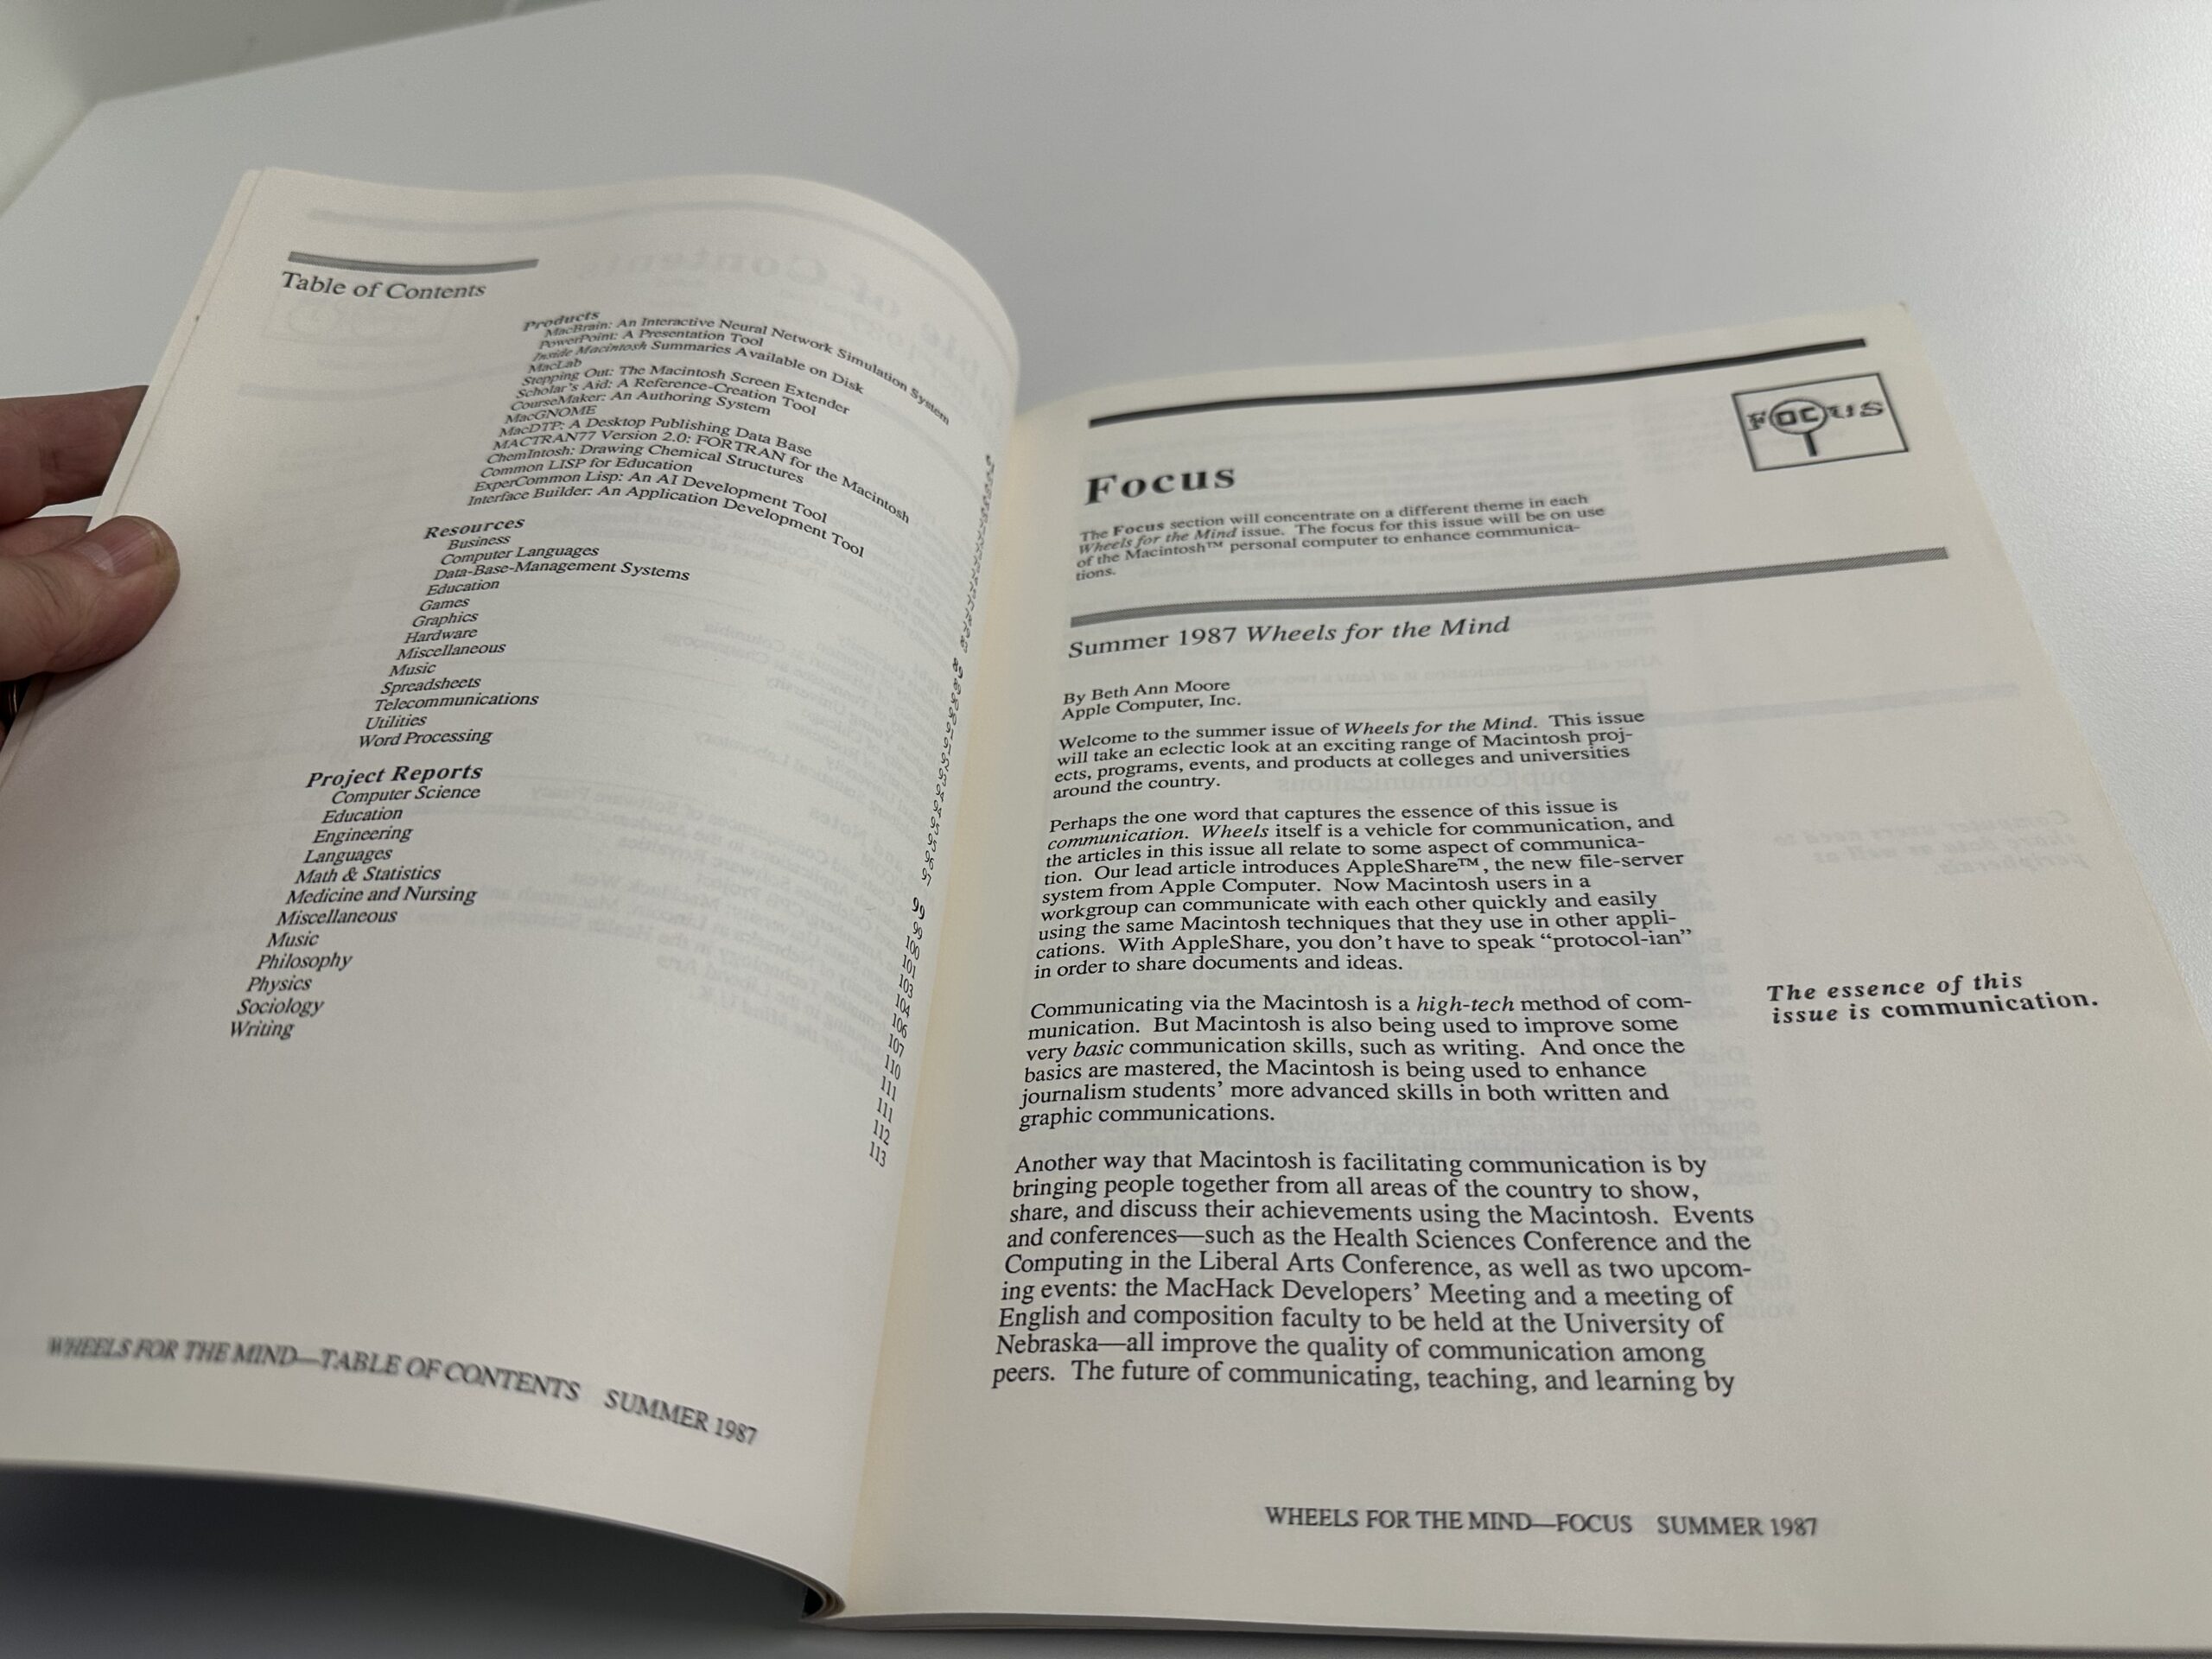 Table of Contents
Products
MacBrain: An Interactive Neural Network Simulation System
PowerPoint: A Presentation Tool
Inside Macintosh Summaries Available on Disk
MacLab
Stepping Out: The Macintosh Screen Extender
Scholar's Aid: A Reference-Creation Tool
CourseMaker: An Authoring System
MacGNOME
MacDTP: A Desktop Publishing Data Base
MACTRAN77 Version 2.0: FORTRAN for the Macintosh
ChemIntosh: Drawing Chemical Structures
Common LISP for Education
ExperCommon Lisp: An AI Development Tool
Interface Builder: An Application Development Tool
Resources
Business
Computer Languages
Data-Base-Management Systems
Education
Games
Graphics
Hardware
Miscellaneous
Music
Spreadsheets
Telecommunications
Utilities
Word Processing
Project Reports
Computer Science
Education
Engineering
Languages
Math & Statistics
Medicine and Nursing
Miscellaneous
Music
Philosophy
Physics
Sociology
Writing
99
99
100
101
103
104
106
107
110
111
111
112
113
WHEELS FOR THE MIND—TABLE OF CONTENTS SUMMER 1987
FOCUS
Focus
The Focus section will concentrate on a different theme in each
Wheels for the Mind issue. The focus for this issue will be on use
of the Macintosh™ personal computer to enhance communica-
tions.
Summer 1987 Wheels for the Mind
By Beth Ann Moore
Apple Computer, Inc.
Welcome to the summer issue of Wheels for the Mind. This issue
will take an eclectic look at an exciting range of Macintosh proj-
ects, programs, events, and products at colleges and universities
around the country.
Perhaps the one word that captures the essence of this issue is
communication. Wheels itself is a vehicle for communication, and
the articles in this issue all relate to some aspect of communica-
tion. Our lead article introduces AppleShare™, the new file-server
system from Apple Computer. Now Macintosh users in a
workgroup can communicate with each other quickly and easily
using the same Macintosh techniques that they use in other appli-
cations. With AppleShare, you don't have to speak "protocol-ian"
in order to share documents and ideas.
Communicating via the Macintosh is a high-tech method of com-
munication. But Macintosh is also being used to improve some
very basic communication skills, such as writing. And once the
basics are mastered, the Macintosh is being used to enhance
journalism students' more advanced skills in both written and
graphic communications.
The essence of this
issue is communication.
Another way that Macintosh is facilitating communication is by
bringing people together from all areas of the country to show,
share, and discuss their achievements using the Macintosh. Events
and conferences—such as the Health Sciences Conference and the
Computing in the Liberal Arts Conference, as well as two upcom-
ing events: the MacHack Developers' Meeting and a meeting of
English and composition faculty to be held at the University of
Nebraska—all improve the quality of communication among
peers. The future of communicating, teaching, and learning by
WHEELS FOR THE MIND—FOCUS SUMMER 1987